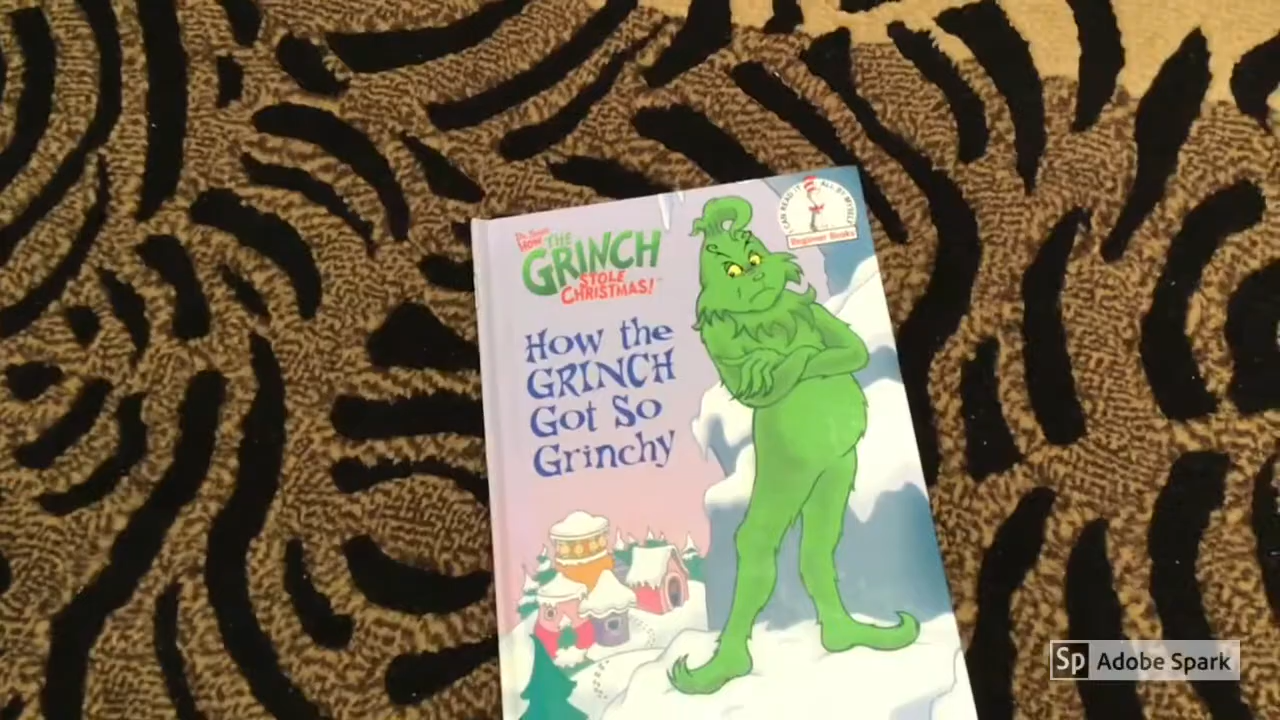 Dr. Seuss
HOW THE
GRINCH
STOLE
CHRISTMAS!™
How the
GRINCH
Got So
Grinchy
I CAN READ IT ALL BY MYSELF
Beginner Books
Sp Adobe Spark